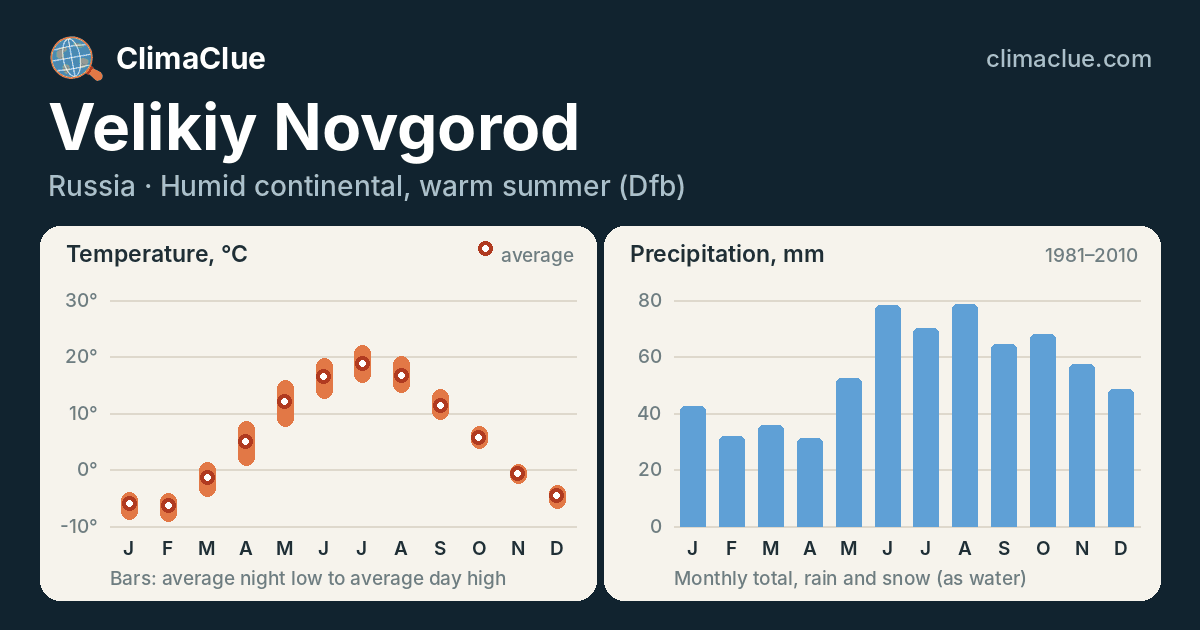 ClimaClue
climaclue.com
Velikiy Novgorod
Russia · Humid continental, warm summer (Dfb)
Temperature, °C
average
30°
20°
10°
0°
-10°
J F M A M J J A S O N D
Bars: average night low to average day high
Precipitation, mm
1981–2010
80
60
40
20
0
J F M A M J J A S O N D
Monthly total, rain and snow (as water)